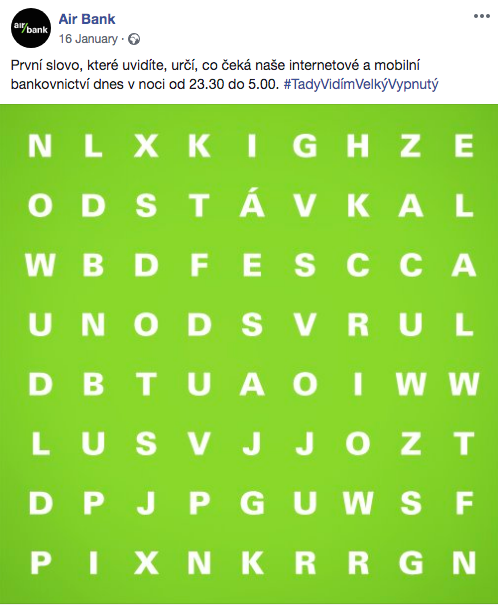 air/bank
Air Bank
16 January ·
První slovo, které uvidíte, určí, co čeká naše internetové a mobilní
bankovnictví dnes v noci od 23.30 do 5.00. #TadyVidímVelkýVypnutý
N L X K I G H Z E
O D S T Á V K A L
W B D F E S C C A
U N O D S V R U L
D B T U A O I W W
L U S V J J O Z T
D P J P G U W S F
P I X N K R R G N